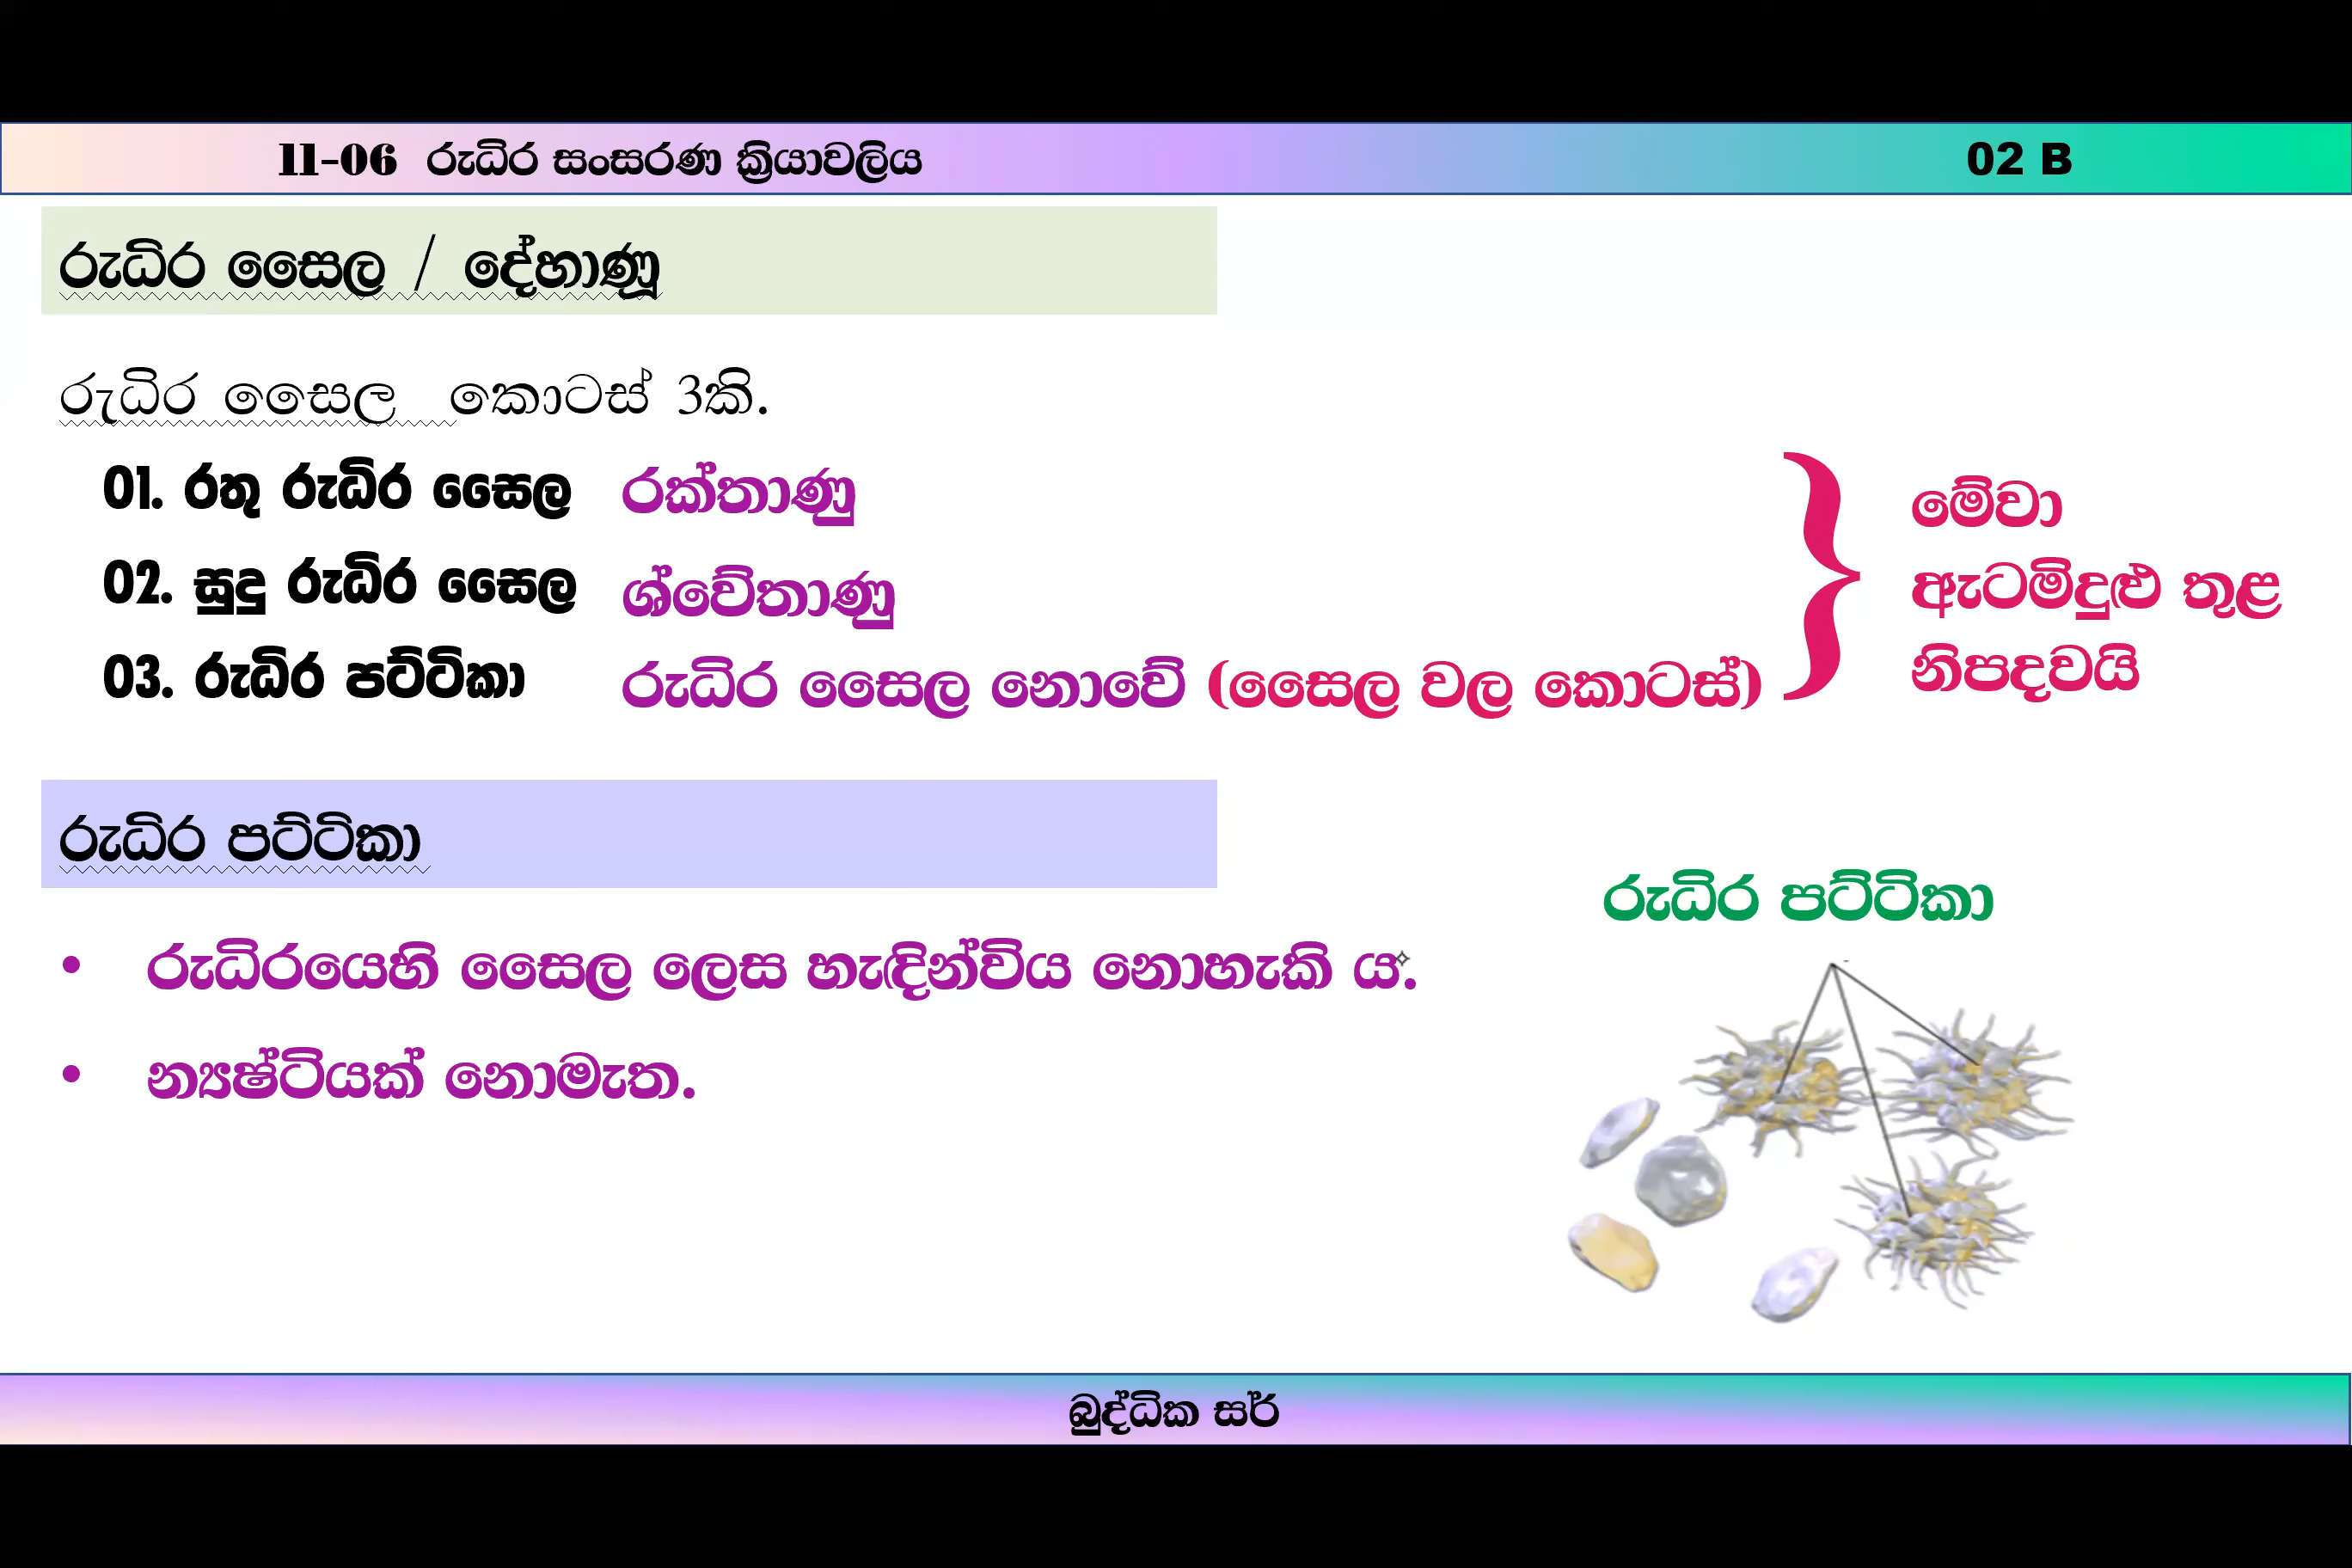 11-06 රුධිර සංසරණ ක්‍රියාවලිය 02 B
රුධිර සෛල / දේහාණූ
රුධිර සෛල කොටස් 3කි.
01. රතු රුධිර සෛල රක්තාණු
02. සුදු රුධිර සෛල ශ්වේතාණු
03. රුධිර පට්ටිකා රුධිර සෛල නොවේ (සෛල වල කොටස්)
මේවා
ඇටමිදුළු තුළ
නිපදවයි
රුධිර පට්ටිකා
• රුධිරයෙහි සෛල ලෙස හැඳින්විය නොහැකි ය.
• න්‍යෂ්ටියක් නොමැත.
රුධිර පට්ටිකා
බුද්ධික සර්